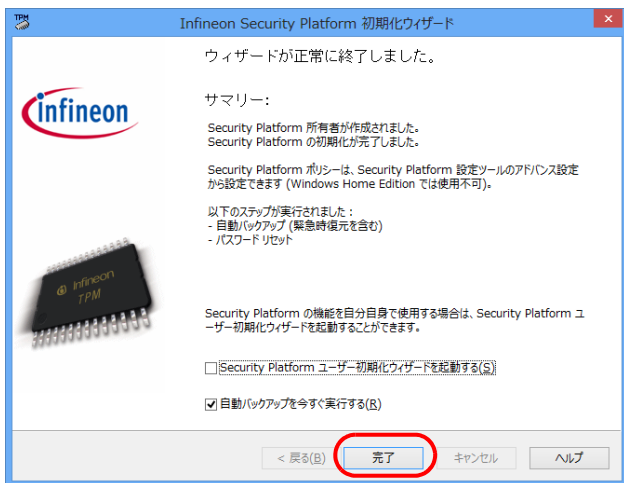 TPM
Infineon Security Platform 初期化ウィザード
ウィザードが正常に終了しました。
infineon
サマリー:
Security Platform 所有者が作成されました。
Security Platform の初期化が完了しました。
Security Platform ポリシーは、Security Platform 設定ツールのアドバンス設定
から設定できます (Windows Home Edition では使用不可)。
以下のステップが実行されました :
- 自動バックアップ (緊急時復元を含む)
- パスワード リセット
Infineon
TPM
Security Platform の機能を自分自身で使用する場合は、Security Platform ユ
ーザー初期化ウィザードを起動することができます。
Security Platform ユーザー初期化ウィザードを起動する(S)
自動バックアップを今すぐ実行する(R)
< 戻る(B) 完了 キャンセル ヘルプ